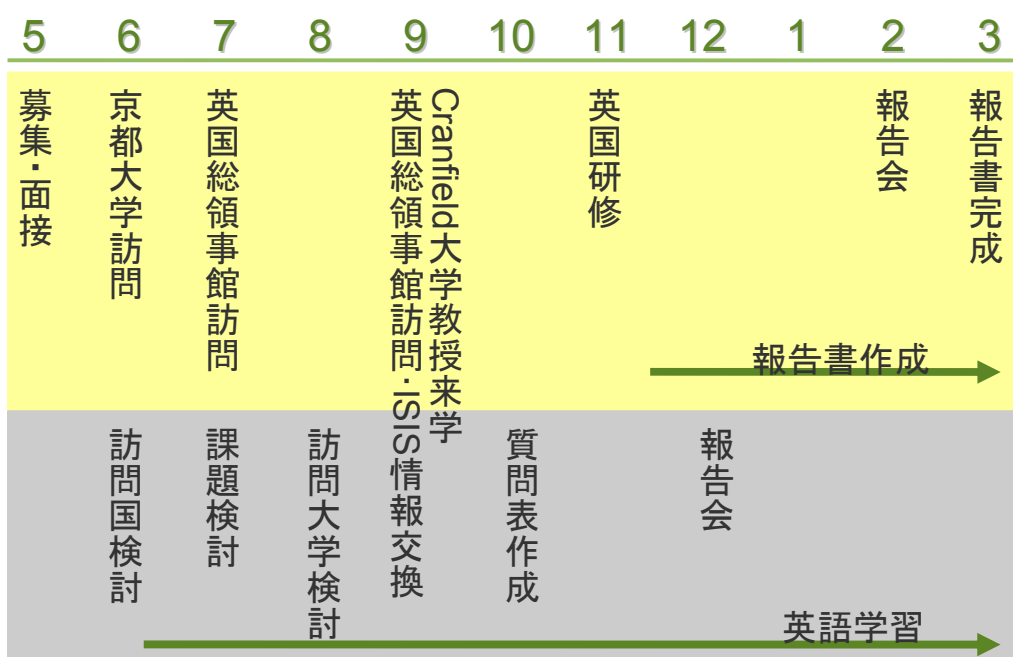 5 6 7 8 9 10 11 12 1 2 3
募集・面接
京都大学訪問
英国総領事館訪問
Cranfield大学教授来学
英国総領事館訪問・ISIS情報交換
英国研修
報告会
報告書完成
報告書作成
訪問国検討
課題検討
訪問大学検討
質問表作成
報告会
英語学習